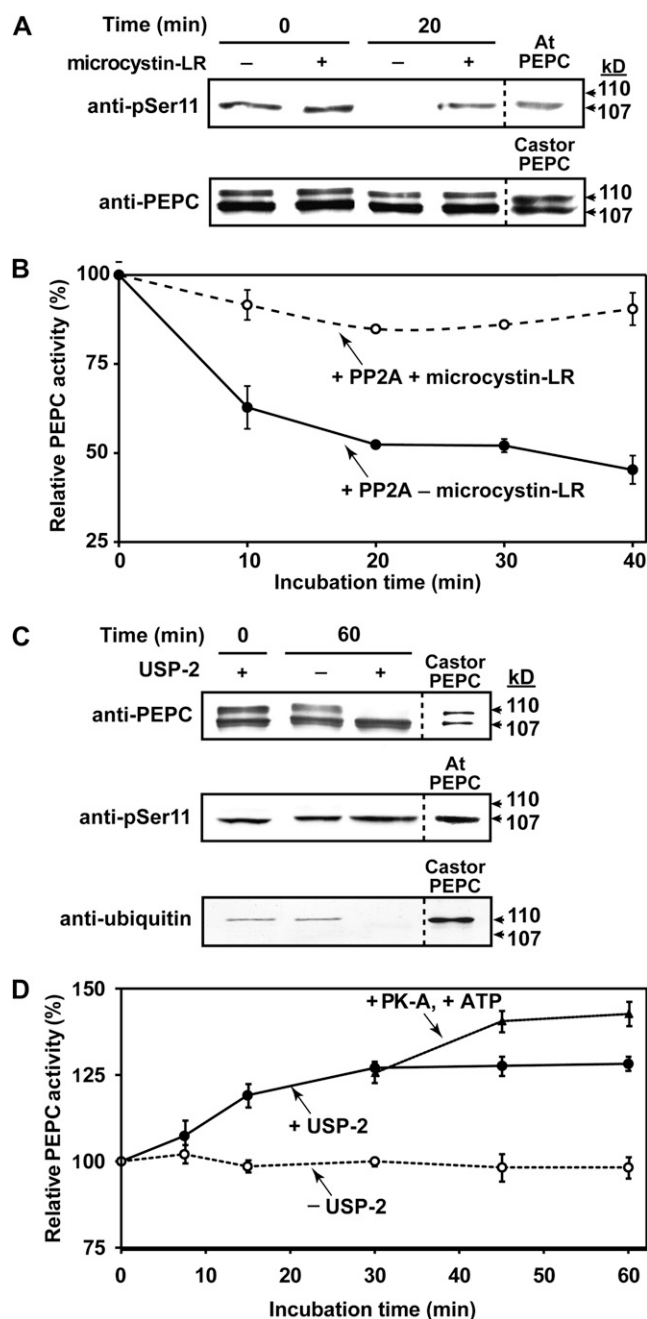 A
Time (min) 0 20 At PEPC kD
microcystin-LR – + – +
anti-pSer11 110
107
Castor PEPC
anti-PEPC 110
107
B
Relative PEPC activity (%)
100
75
50
25
+ PP2A + microcystin-LR
+ PP2A – microcystin-LR
0 10 20 30 40
Incubation time (min)
C
Time (min) 0 60
USP-2 + – + Castor PEPC kD
anti-PEPC 110
107
At PEPC
anti-pSer11 110
107
Castor PEPC
anti-ubiquitin 110
107
D
Relative PEPC activity (%)
150
125
100
75
+PK-A, + ATP
+ USP-2
– USP-2
0 10 20 30 40 50 60
Incubation time (min)